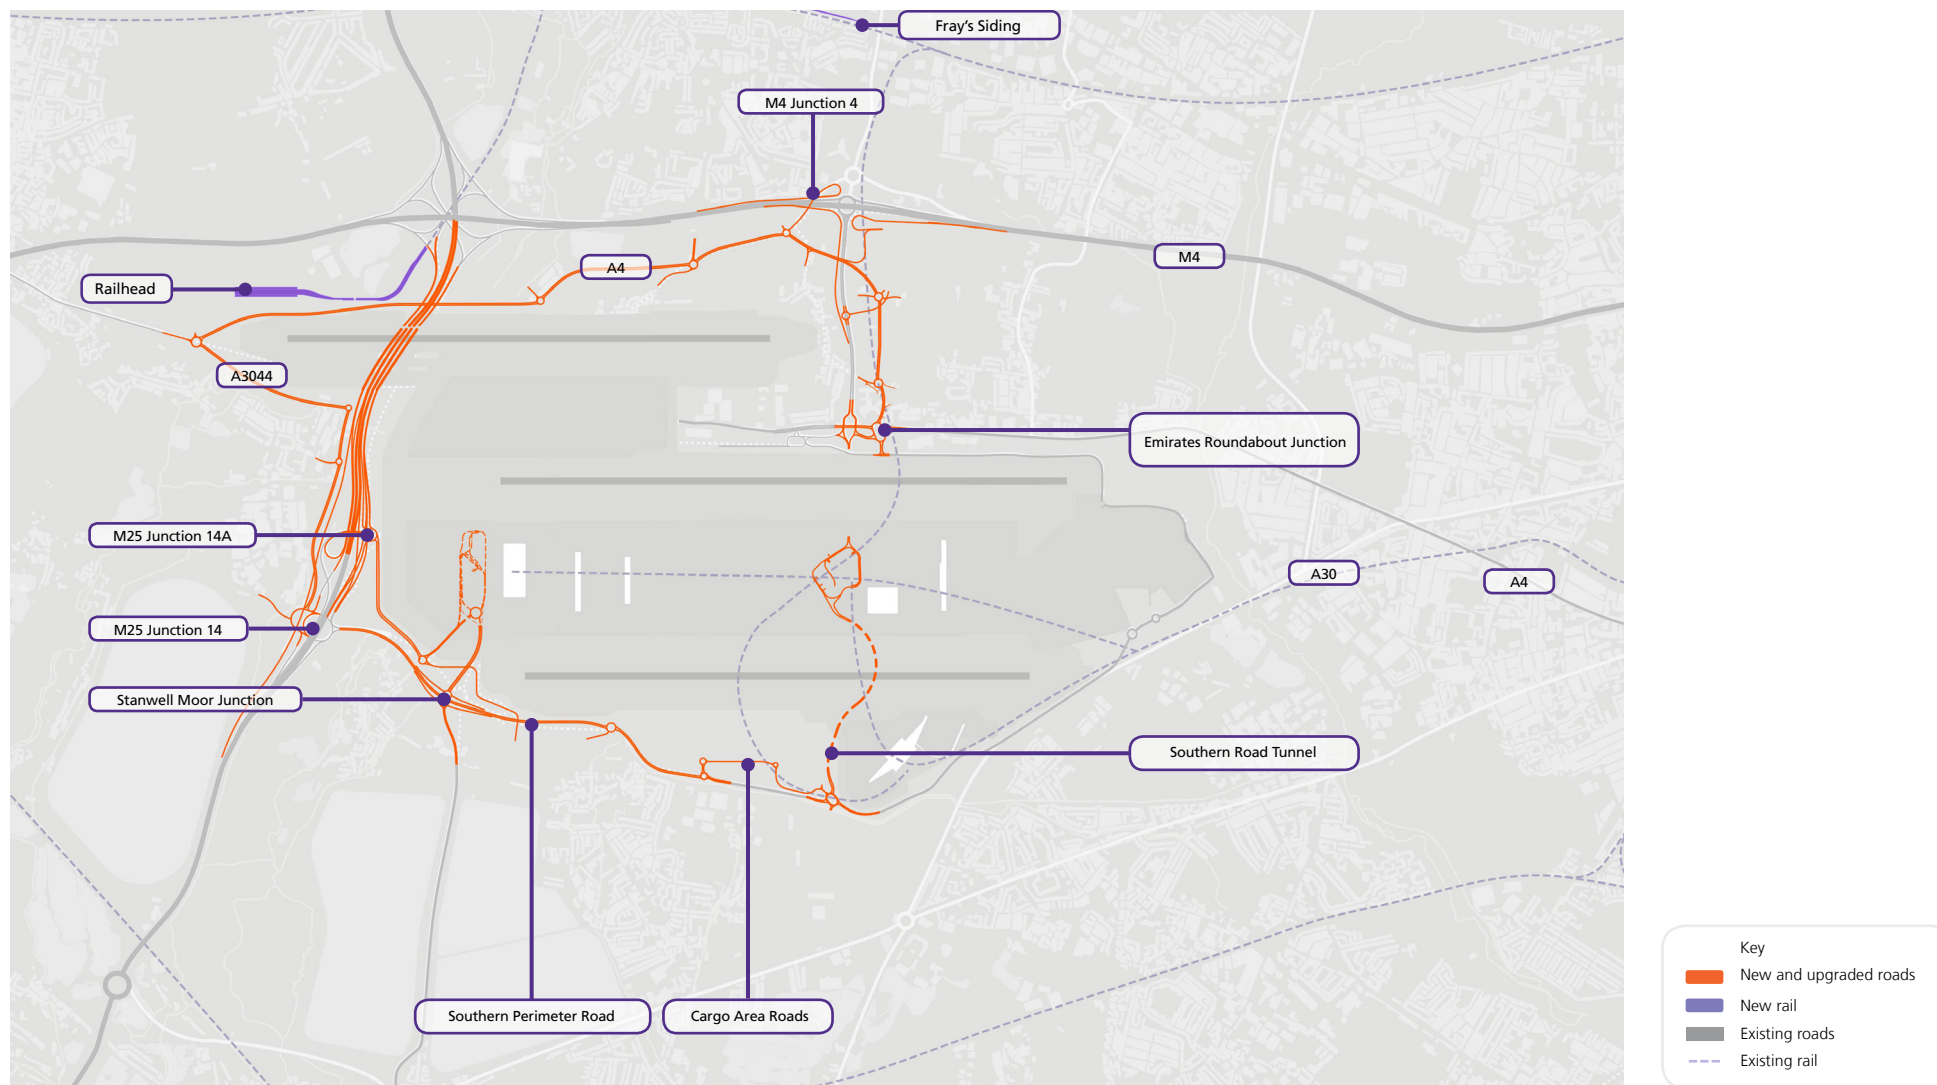 Fray's Siding
M4 Junction 4
M4
A4
Railhead
A3044
Emirates Roundabout Junction
M25 Junction 14A
A30
A4
M25 Junction 14
Stanwell Moor Junction
Southern Road Tunnel
Southern Perimeter Road
Cargo Area Roads
Key
New and upgraded roads
New rail
Existing roads
Existing rail